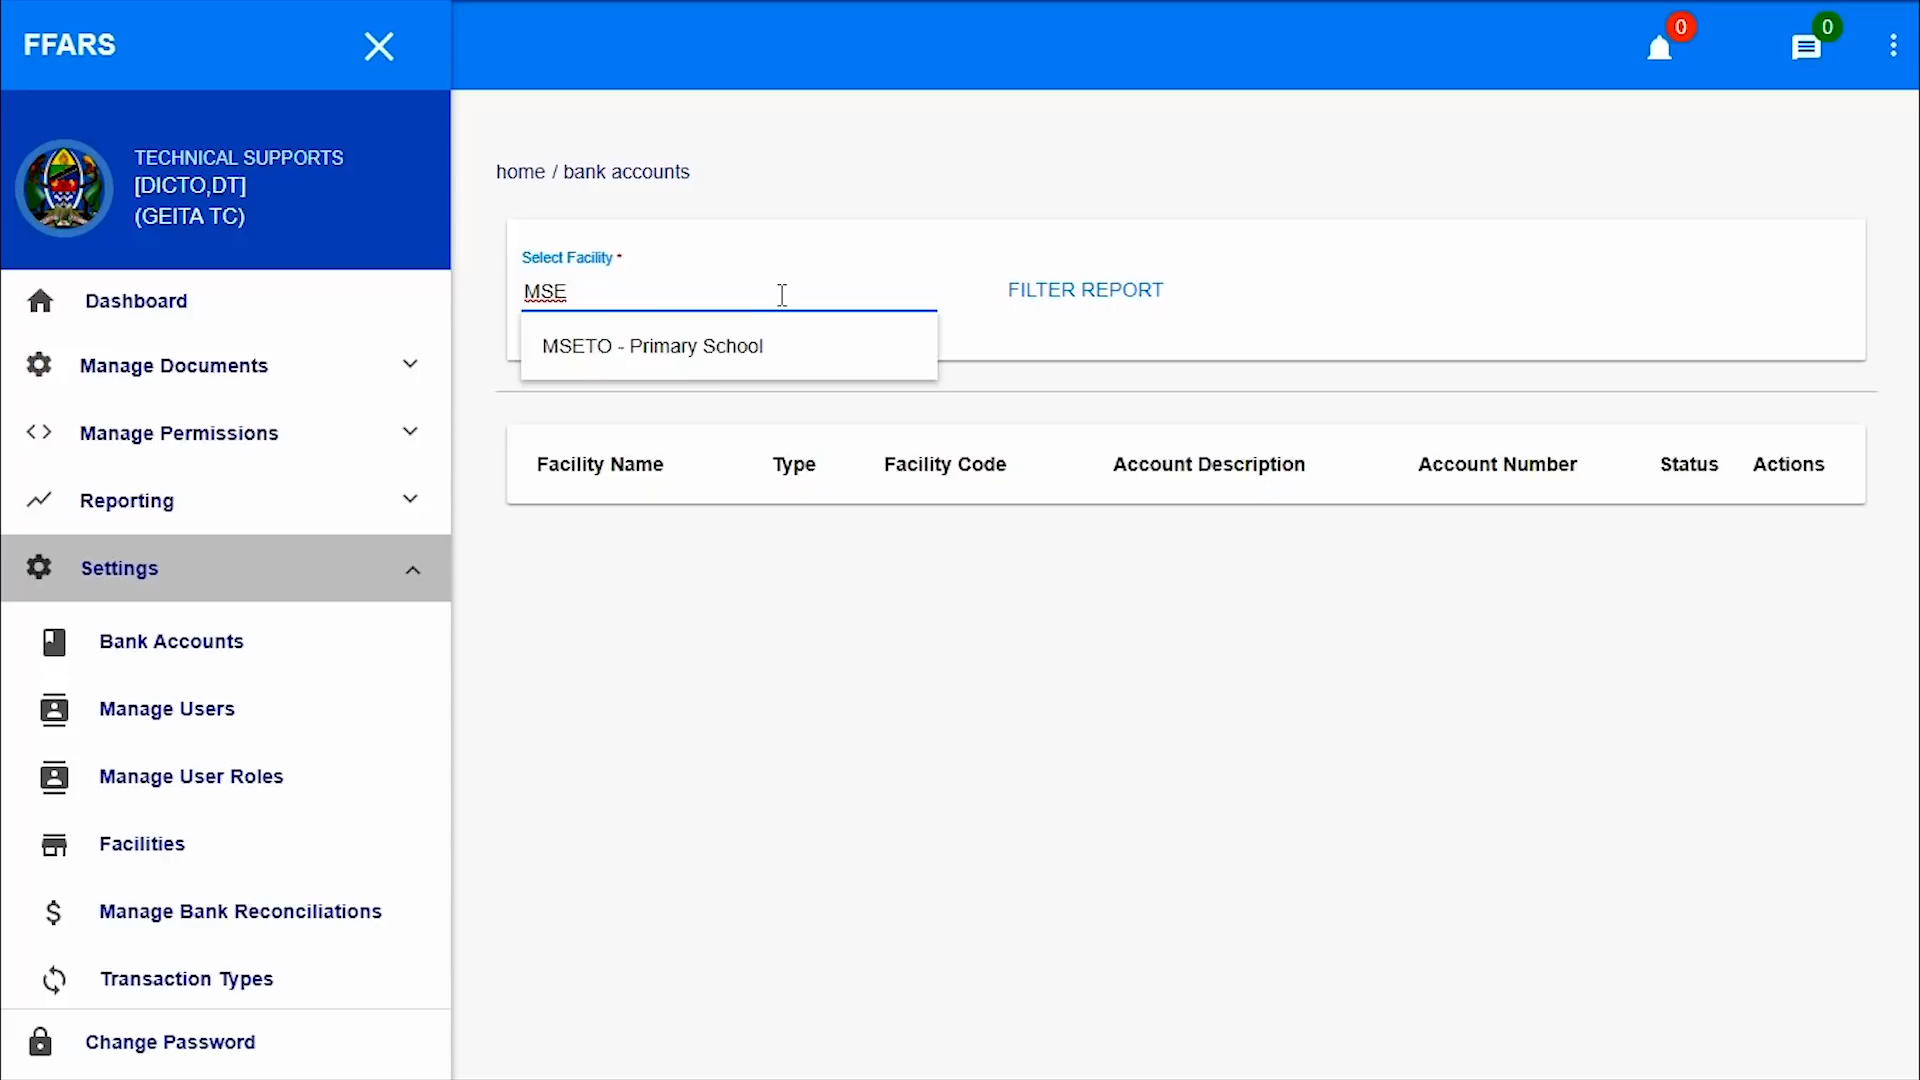 FFARS
0
0
TECHNICAL SUPPORTS
[DICTO,DT]
(GEITA TC)
home / bank accounts
Select Facility *
MSE
FILTER REPORT
MSETO - Primary School
Facility Name
Type
Facility Code
Account Description
Account Number
Status
Actions
Dashboard
Manage Documents
Manage Permissions
Reporting
Settings
Bank Accounts
Manage Users
Manage User Roles
Facilities
Manage Bank Reconciliations
Transaction Types
Change Password